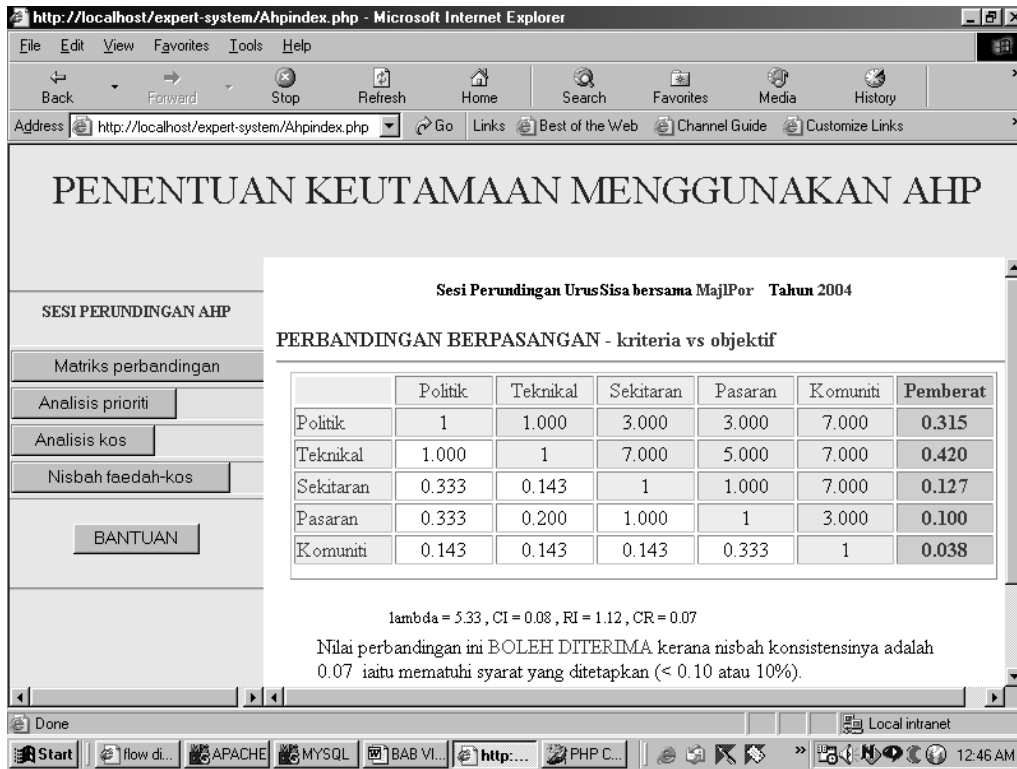 http://localhost/expert-system/Ahpindex.php - Microsoft Internet Explorer
File Edit View Favorites Tools Help
Back Forward Stop Refresh Home Search Favorites Media History
Address http://localhost/expert-system/Ahpindex.php Go Links Best of the Web Channel Guide Customize Links
PENENTUAN KEUTAMAAN MENGGUNAKAN AHP
SESI PERUNDINGAN AHP
Matriks perbandingan
Analisis prioriti
Analisis kos
Nisbah faedah-kos
BANTUAN
Sesi Perundingan UrusSisa bersama MajlPor Tahun 2004
PERBANDINGAN BERPASANGAN - kriteria vs objektif
Politik Teknikal Sekitaran Pasaran Komuniti Pemberat
Politik 1 1.000 3.000 3.000 7.000 0.315
Teknikal 1.000 1 7.000 5.000 7.000 0.420
Sekitaran 0.333 0.143 1 1.000 7.000 0.127
Pasaran 0.333 0.200 1.000 1 3.000 0.100
Komuniti 0.143 0.143 0.143 0.333 1 0.038
lambda = 5.33 , CI = 0.08 , RI = 1.12 , CR = 0.07
Nilai perbandingan ini BOLEH DITERIMA kerana nisbah konsistensinya adalah
0.07 iaitu mematuhi syarat yang ditetapkan (< 0.10 atau 10%).
Done Local intranet
Start flow di... APACHE MYSQL BAB VI... http:... PHP C... 12:46 AM